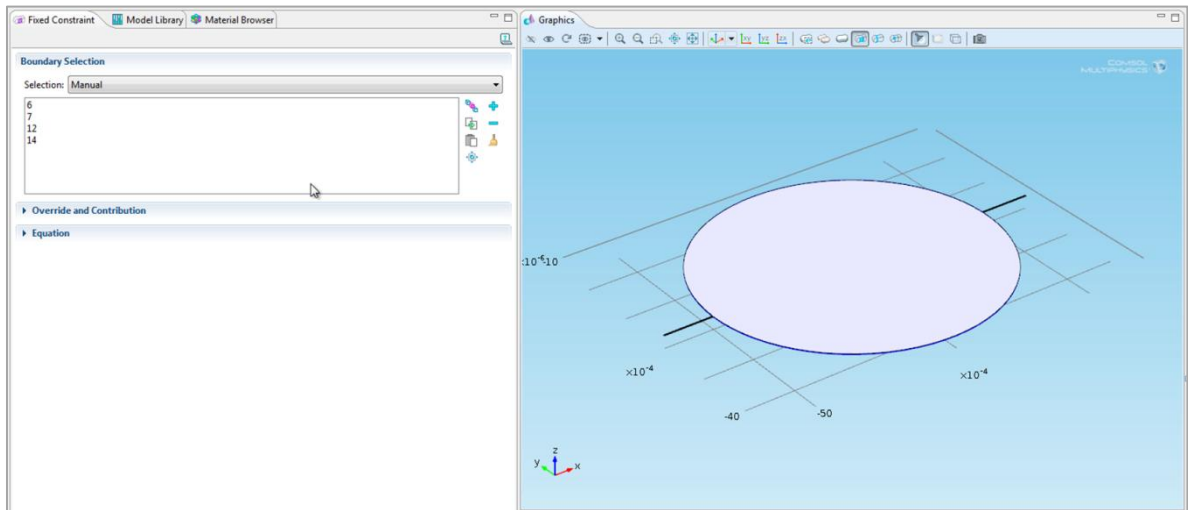 Fixed Constraint Model Library Material Browser
Boundary Selection
Selection: Manual
6
7
12
14
Override and Contribution
Equation
Graphics
COMSOL
MULTIPHYSICS
-10
×10⁻⁴
×10⁻⁴
-40
-50
z
y
x